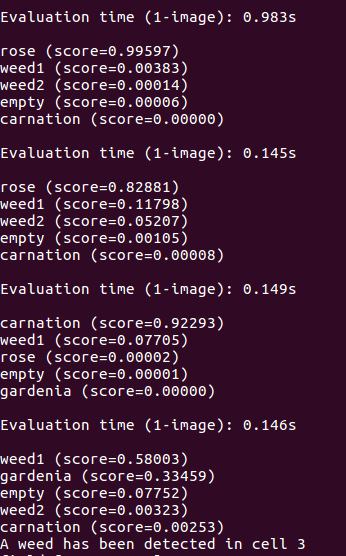 Evaluation time (1-image): 0.983s
rose (score=0.99597)
weed1 (score=0.00383)
weed2 (score=0.00014)
empty (score=0.00006)
carnation (score=0.00000)
Evaluation time (1-image): 0.145s
rose (score=0.82881)
weed1 (score=0.11798)
weed2 (score=0.05207)
empty (score=0.00105)
carnation (score=0.00008)
Evaluation time (1-image): 0.149s
carnation (score=0.92293)
weed1 (score=0.07705)
rose (score=0.00002)
empty (score=0.00001)
gardenia (score=0.00000)
Evaluation time (1-image): 0.146s
weed1 (score=0.58003)
gardenia (score=0.33459)
empty (score=0.07752)
weed2 (score=0.00323)
carnation (score=0.00253)
A weed has been detected in cell 3